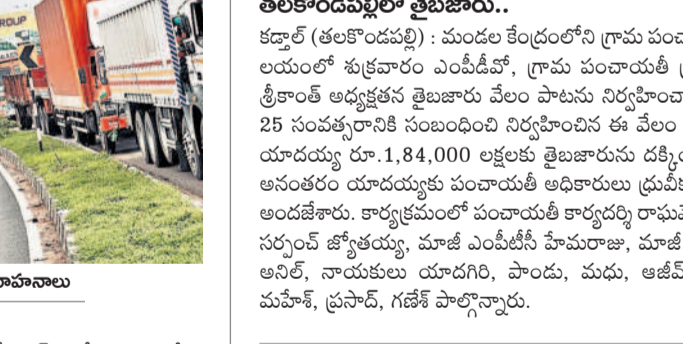 ROUP
వాహనాలు
తలకొండపల్లిలో తైబజారు..
కడ్తాల్ (తలకొండపల్లి) : మండల కేంద్రంలోని గ్రామ పంచా
లయంలో శుక్రవారం ఎంపీడీవో, గ్రామ పంచాయతీ
శ్రీకాంత్ అధ్యక్షతన తైబజారు వేలం పాటను నిర్వహించా
25 సంవత్సరానికి సంబంధించి నిర్వహించిన ఈ వేలం
యాదయ్య రూ.1,84,000 లక్షలకు తైబజారును దక్కిం
అనంతరం యాదయ్యకు పంచాయతీ అధికారులు ధ్రువీక
అందజేశారు. కార్యక్రమంలో పంచాయతీ కార్యదర్శి రాఘవే
సర్పంచ్ జ్యోతయ్య, మాజీ ఎంపీటీసీ హేమరాజు, మాజీ
అనిల్, నాయకులు యాదగిరి, పాండు, మధు, ఆజీమ్
మహేశ్, ప్రసాద్, గణేశ్ పాల్గొన్నారు.